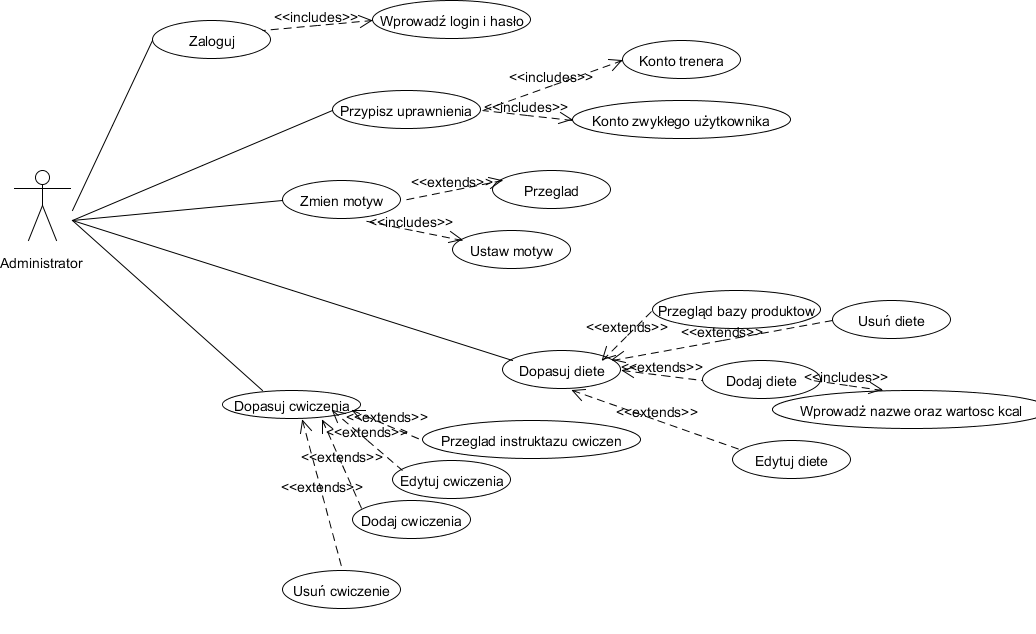 <<includes>>
Wprowadź login i hasło
Zaloguj
Konto trenera
<<includes>>
Przypisz uprawnienia
<<includes>>
Konto zwykłego użytkownika
<<extends>>
Przeglad
Zmien motyw
<<includes>>
Ustaw motyw
Administrator
Przegląd bazy produktow
Usuń diete
<<extends>>
<<extends>>
Dopasuj diete
<<extends>>
Dodaj diete
<<includes>>
Wprowadź nazwe oraz wartosc kcal
Dopasuj cwiczenia
<<extends>>
<<extends>>
<<extends>>
Przeglad instruktazu cwiczen
<<extends>>
Edytuj diete
Edytuj cwiczenia
<<extends>>
Dodaj cwiczenia
Usuń cwiczenie